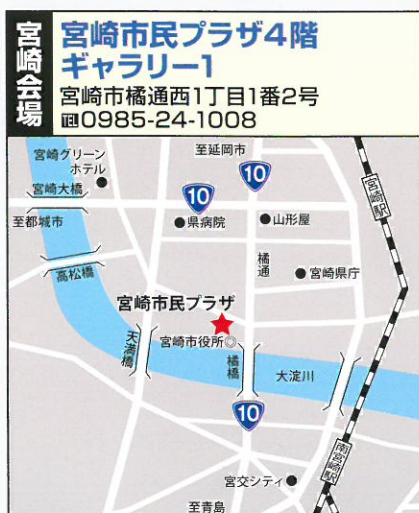 宮崎会場
宮崎市民プラザ4階
ギャラリー1
宮崎市橘通西1丁目1番2号
℡0985-24-1008
宮崎グリーン
ホテル
至延岡市
宮崎駅
宮崎大橋
10
10
至都城市
県病院
山形屋
橘通
宮崎県庁
高松橋
宮崎市民プラザ
天満橋
宮崎市役所
橘橋
大淀川
10
南宮崎駅
宮交シティ
至青島